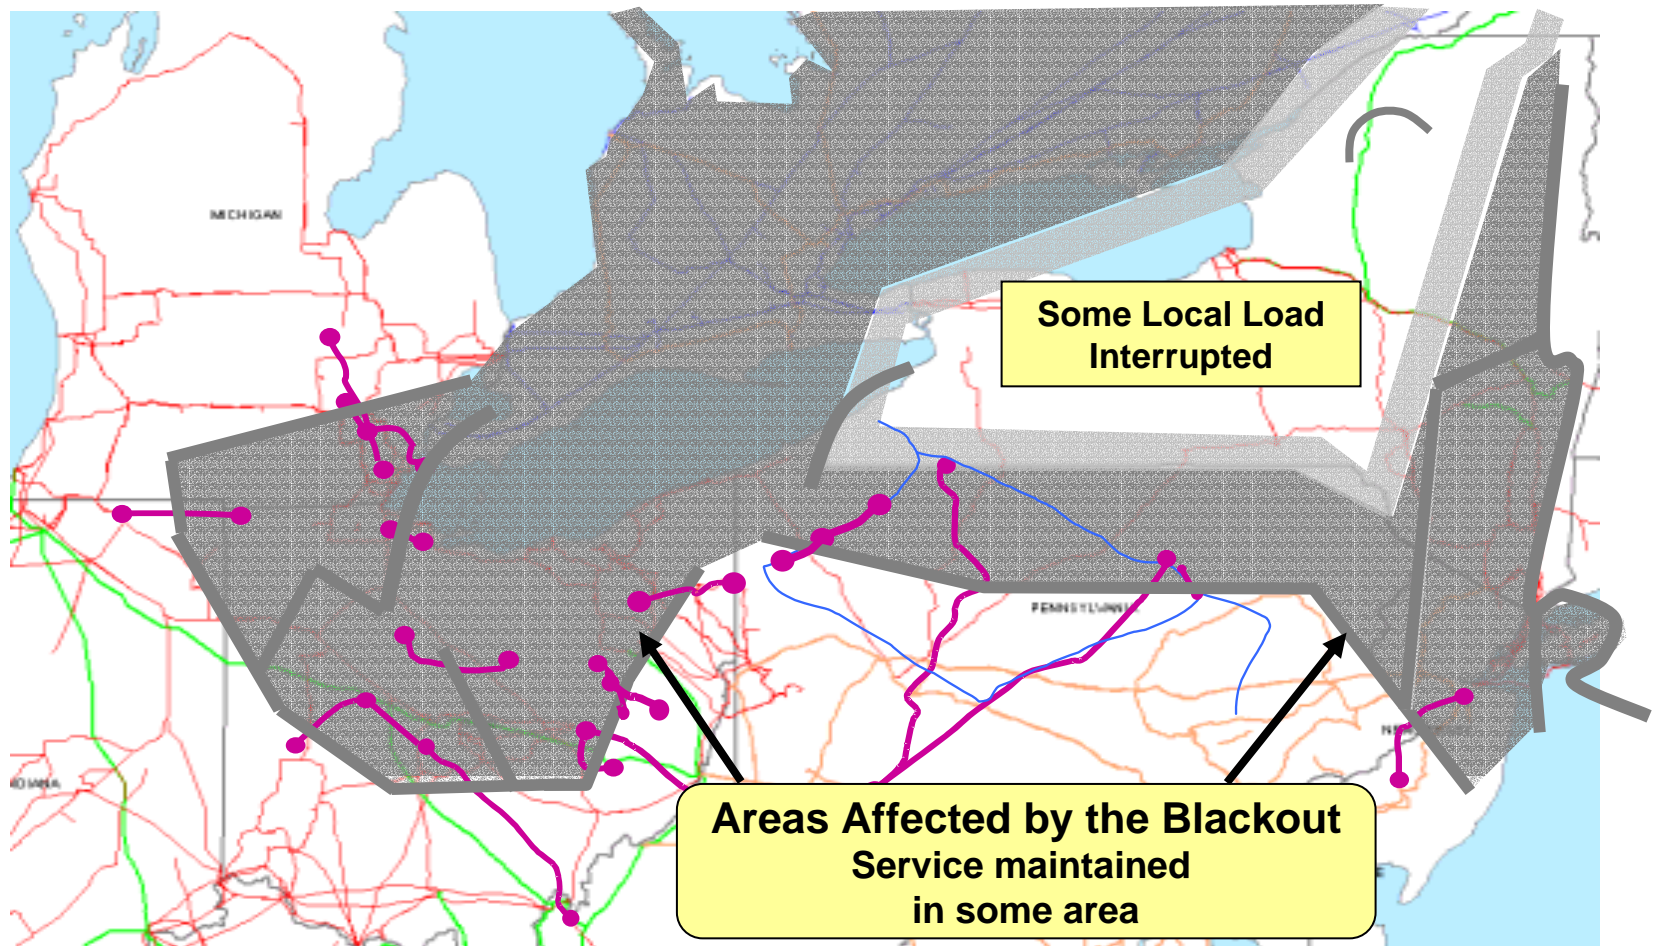 MICHIGAN
Some Local Load
Interrupted
PENNSYLVANIA
Areas Affected by the Blackout
Service maintained
in some area